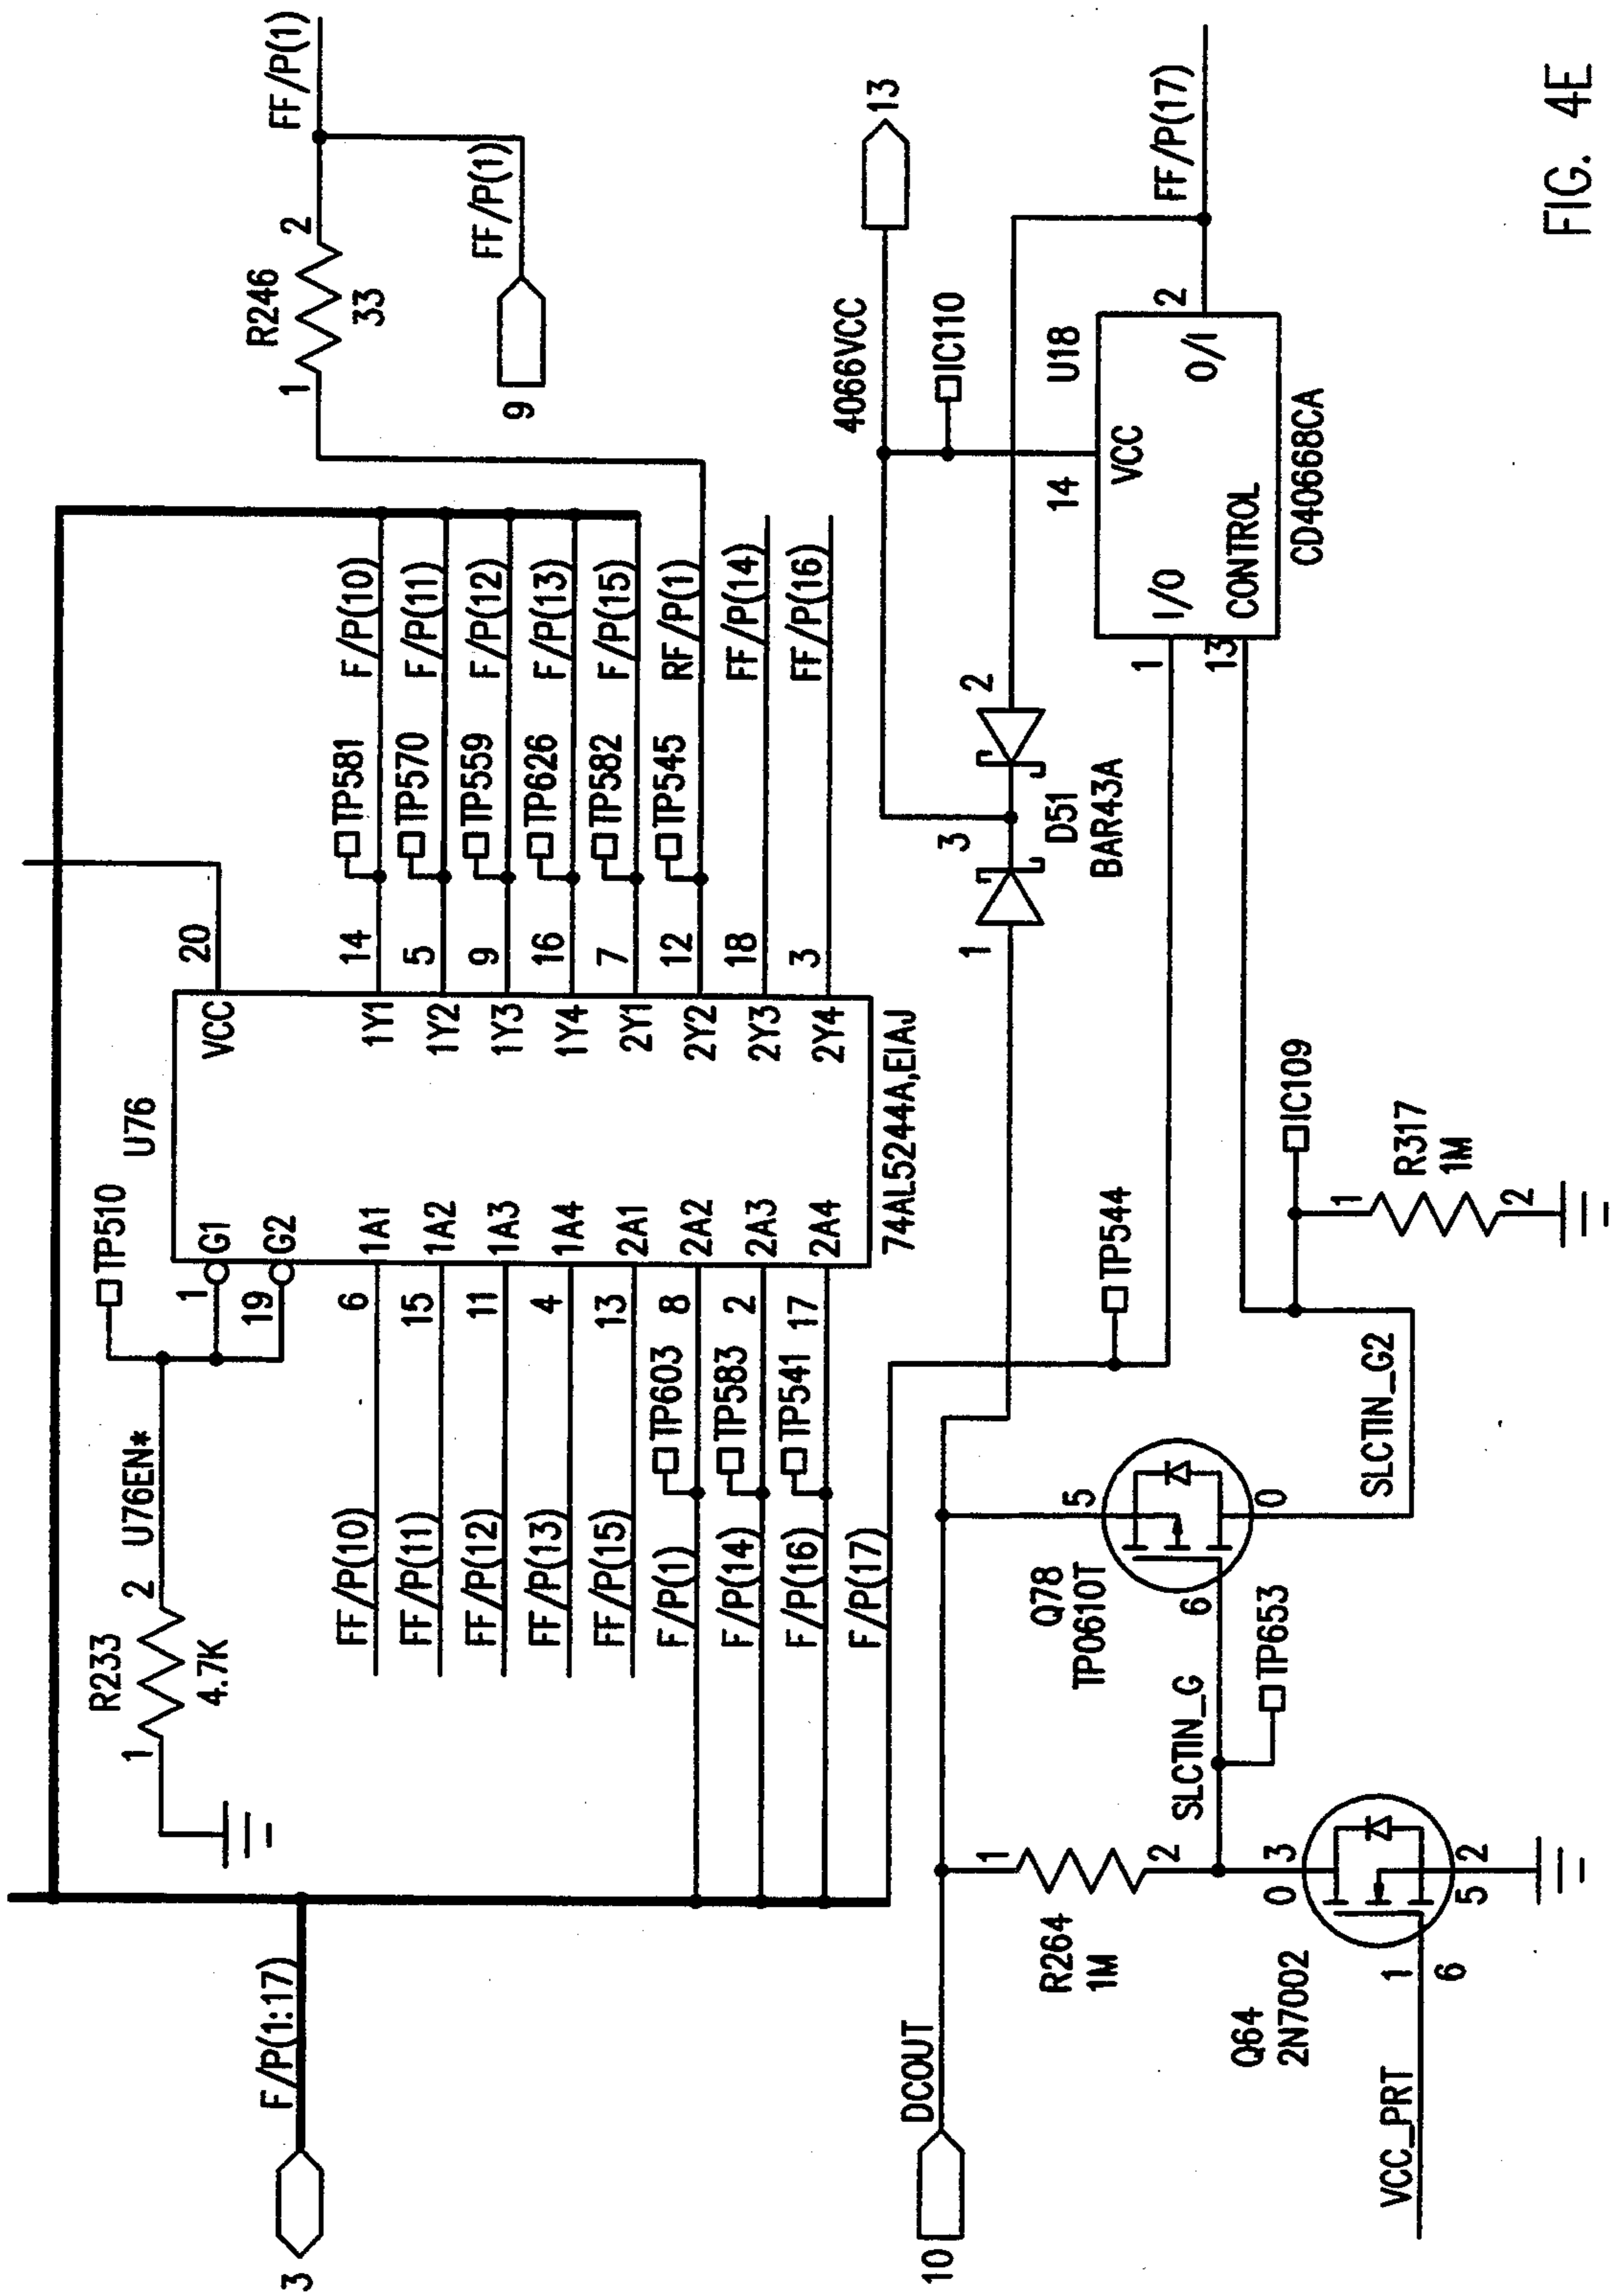 3
F/P(1:17)
R233
4.7K
1
2
U76EN*
TP510
1
19
U76
G1
G2
VCC
20
FF/P(10)
6
1A1
1Y1
14
TP581
F/P(10)
FF/P(11)
15
1A2
1Y2
5
TP570
F/P(11)
FF/P(12)
11
1A3
1Y3
9
TP559
F/P(12)
FF/P(13)
4
1A4
1Y4
16
TP626
F/P(13)
FF/P(15)
13
2A1
2Y1
7
TP582
F/P(15)
F/P(1)
TP603
8
2A2
2Y2
12
TP545
RF/P(1)
F/P(14)
TP583
2
2A3
2Y3
18
FF/P(14)
F/P(16)
TP541
17
2A4
2Y4
3
FF/P(16)
F/P(17)
74AL5244A,EIAJ
R246
33
1
2
FF/P(1)
FF/P(1)
9
10
DCOUT
R264
1M
1
2
SLCTIN_G
TP653
Q78
TP0610T
5
6
0
SLCTIN_G2
TP544
Q64
2N7002
0
3
1
6
5
2
VCC_PRT
IC109
R317
1M
1
2
1
3
2
D51
BAR43A
4066VCC
13
IC110
14
U18
VCC
1
I/O
O/I
2
13
CONTROL
CD40668CA
FF/P(17)
FIG. 4E